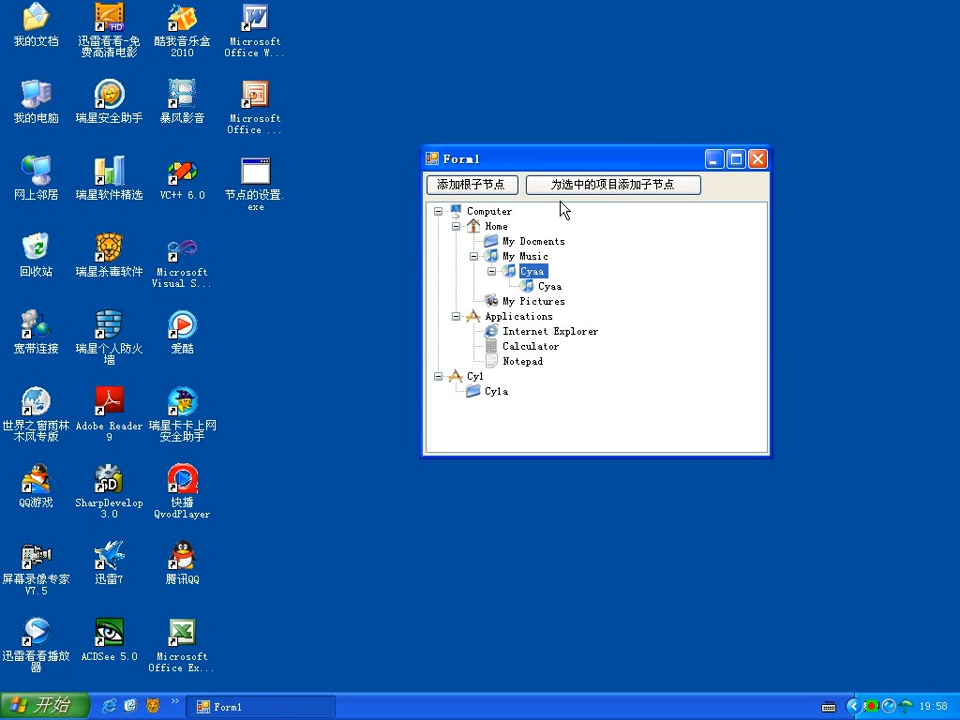 我的文档
迅雷看看-免
费高清电影
酷我音乐盒
2010
Microsoft
Office W...
我的电脑
瑞星安全助手
暴风影音
Microsoft
Office ...
网上邻居
瑞星软件精选
VC++ 6.0
节点的设置.
exe
回收站
瑞星杀毒软件
Microsoft
Visual S...
宽带连接
瑞星个人防火
墙
爱酷
世界之窗雨林
木风专版
Adobe Reader
9
瑞星卡卡上网
安全助手
QQ游戏
SharpDevelop
3.0
快播
QvodPlayer
屏幕录像专家
V7.5
迅雷7
腾讯QQ
迅雷看看播放
器
ACDSee 5.0
Microsoft
Office Ex...
Form1
添加根子节点
为选中的项目添加子节点
Computer
Home
My Docments
My Music
Cyaa
Cyaa
My Pictures
Applications
Internet Explorer
Calculator
Notepad
Cy1
Cy1a
开始
Form1
19:58